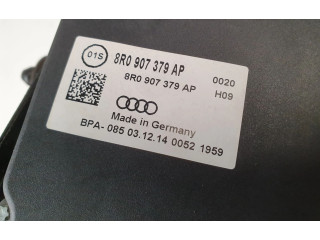 01S
8R0 907 379 AP
8R0 907 379 AP
0020
H09
Made in Germany
BPA- 085 03.12.14 0052 1959